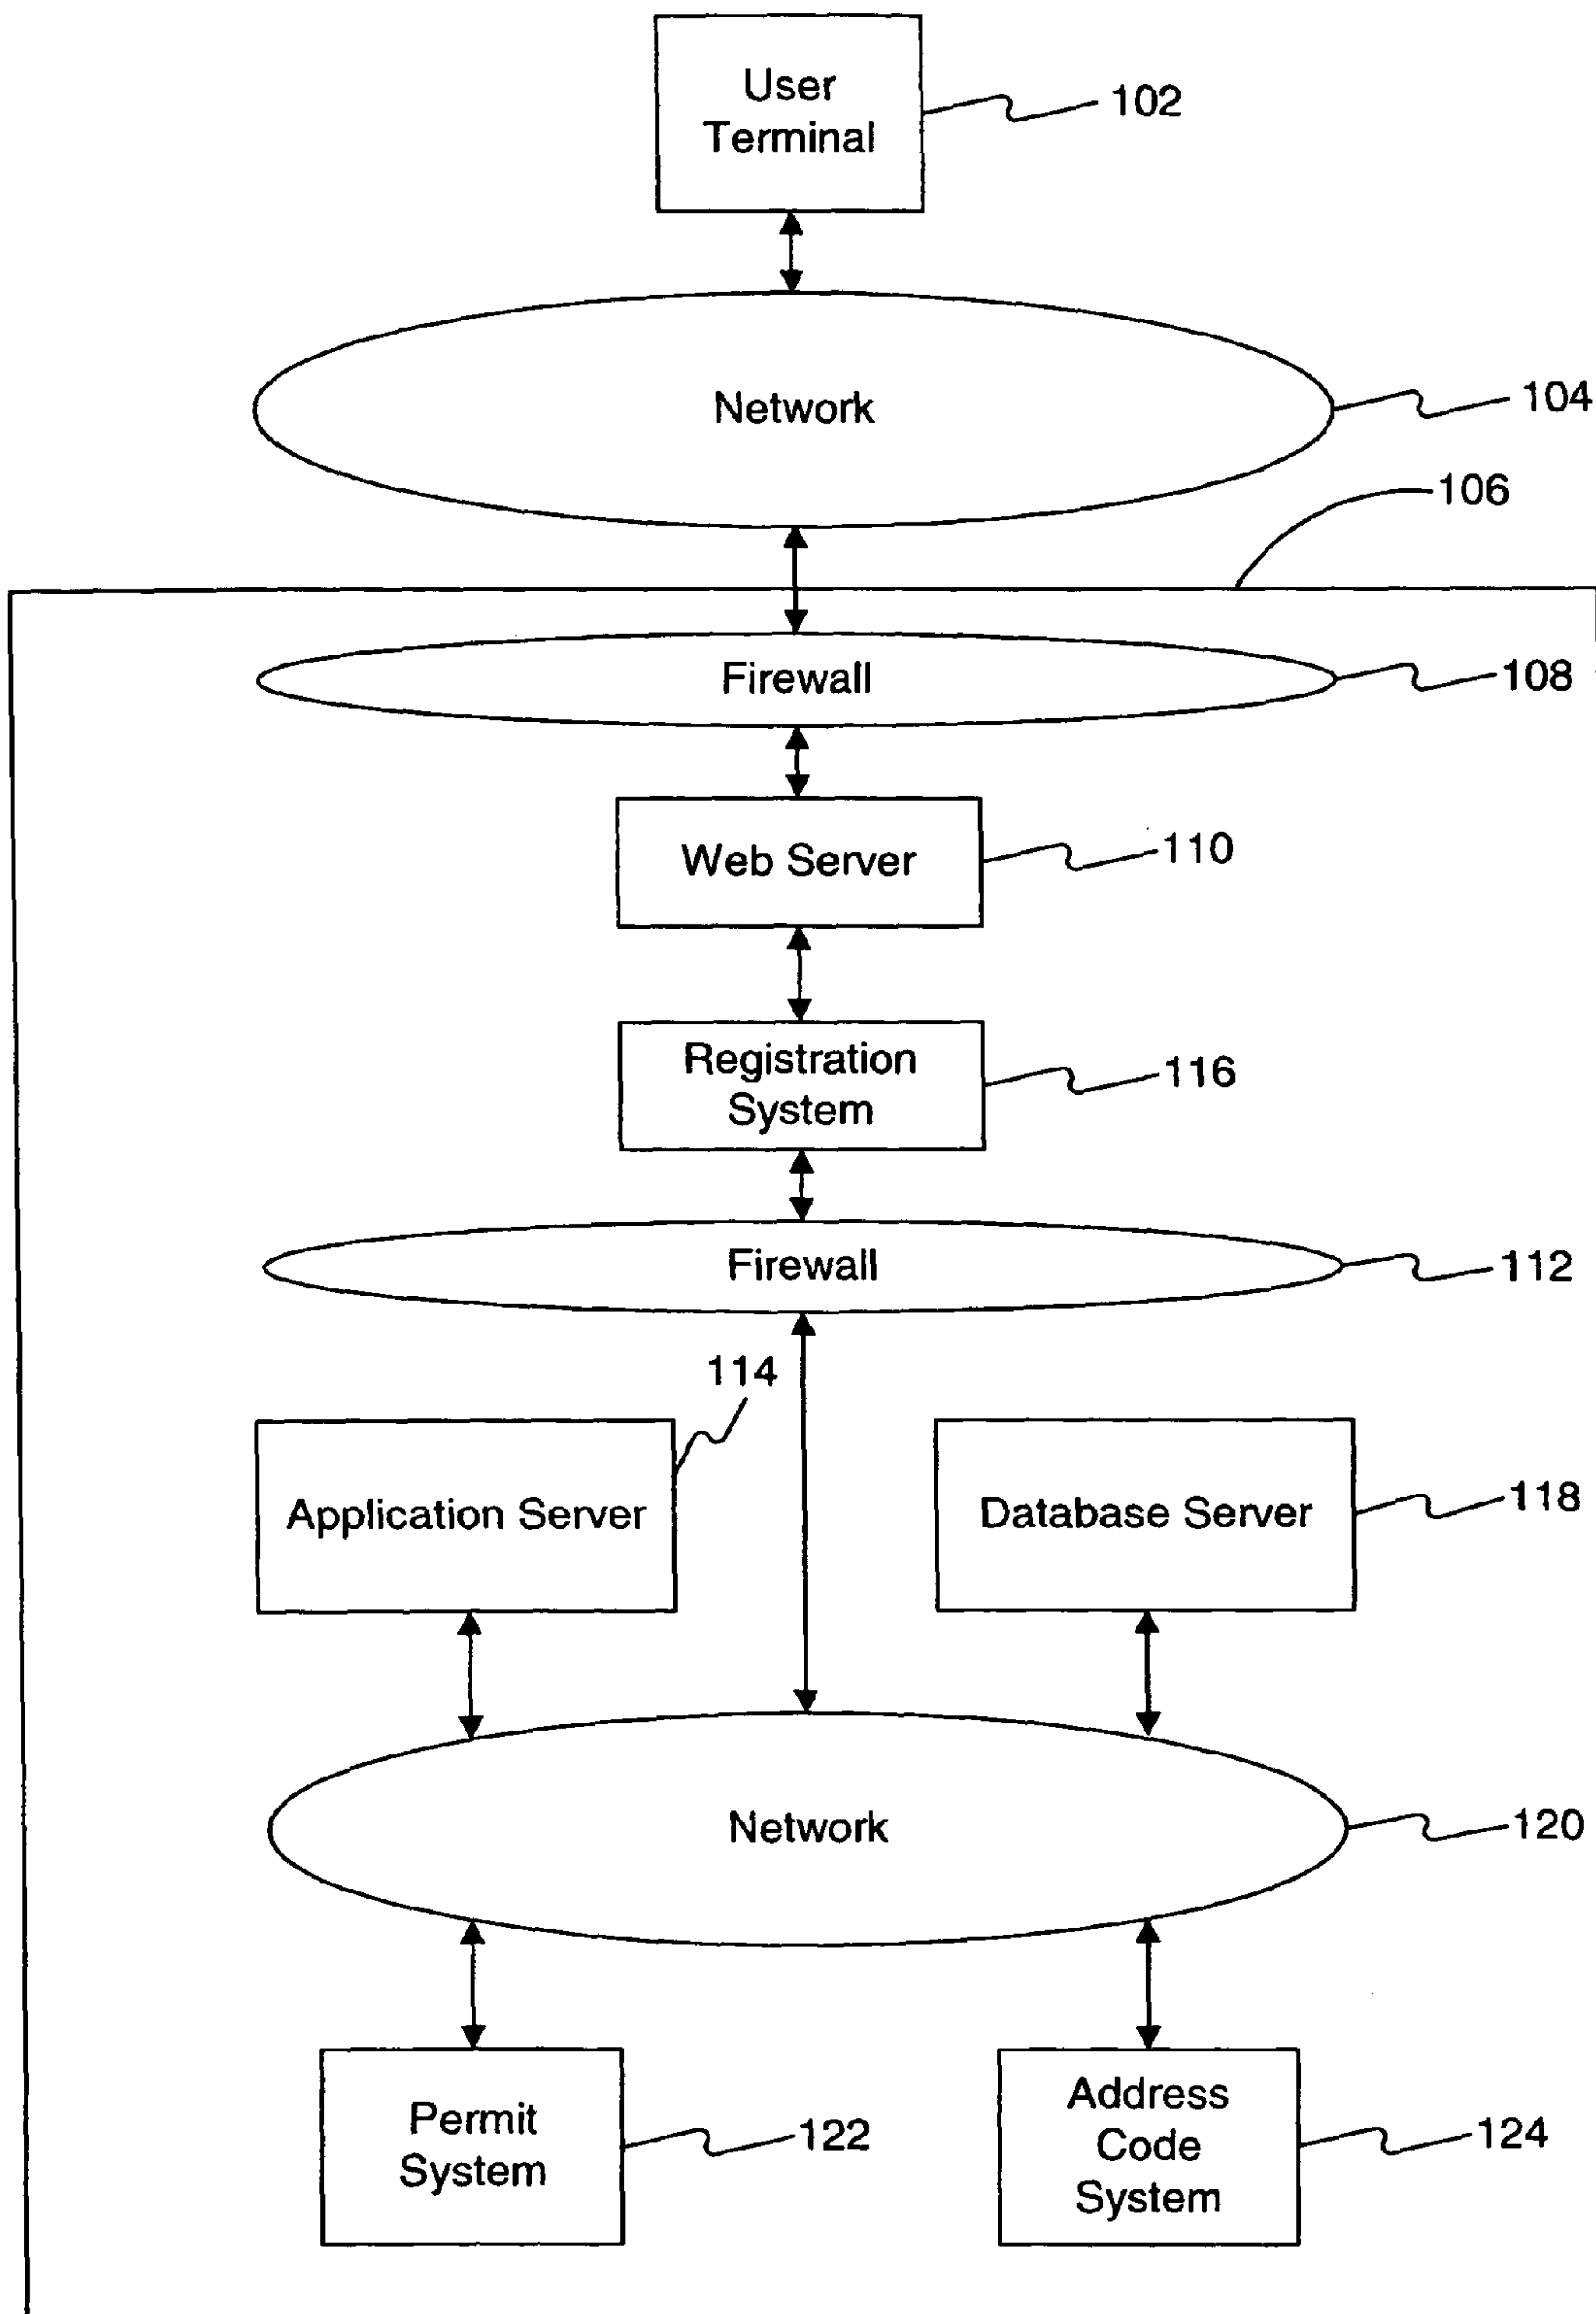 User
Terminal
102
Network
104
106
Firewall
108
Web Server
110
Registration
System
116
Firewall
112
114
Application Server
Database Server
118
Network
120
Permit
System
122
Address
Code
System
124